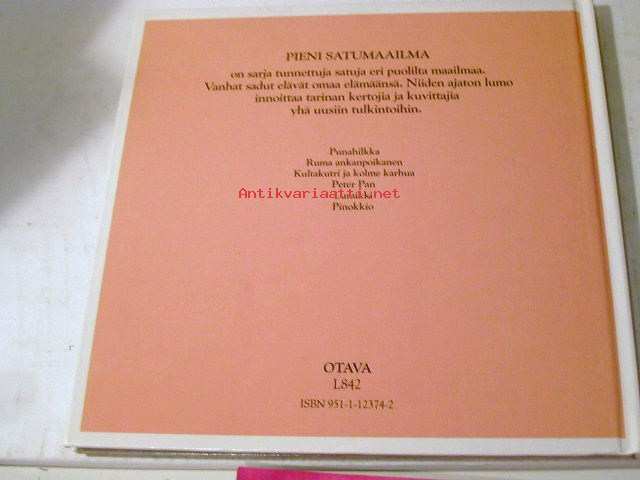 PIENI SATUMAAILMA
on sarja tunnettuja satuja eri puolilta maailmaa.
Vanhat sadut elävät omaa elämäänsä. Niiden ajaton lumo
innoittaa tarinan kertojia ja kuvittajia
yhä uusiin tulkintoihin.
Punahilkka
Ruma ankanpoikanen
Kultakutri ja kolme karhua
Peter Pan
Antikvariaatti.net
Pinokkio
OTAVA
L842
ISBN 951-1-12374-2